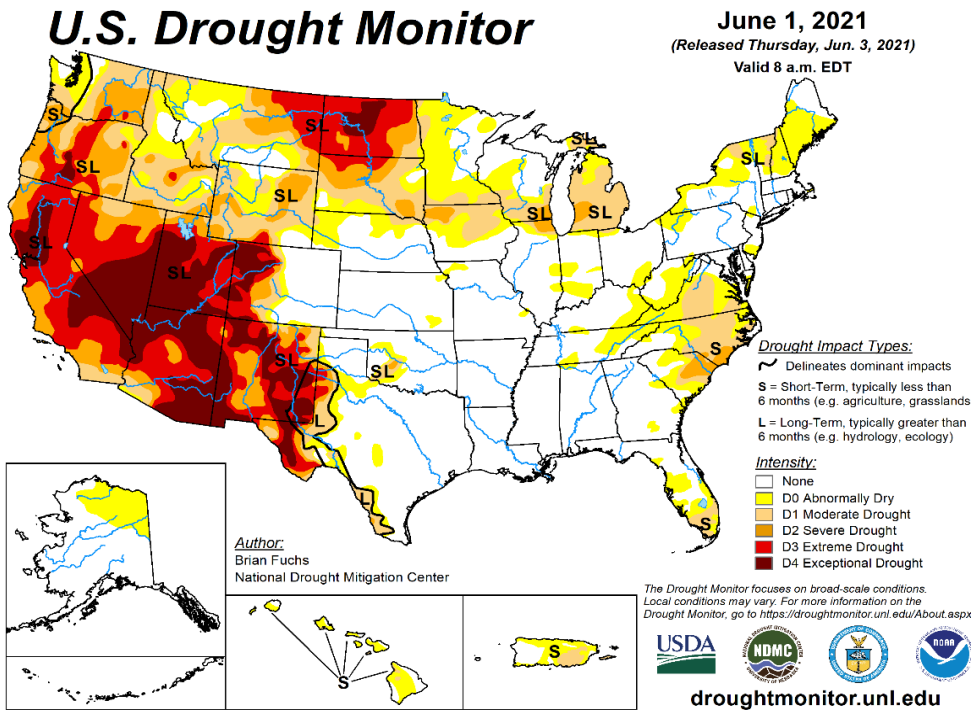 U.S. Drought Monitor
June 1, 2021
(Released Thursday, Jun. 3, 2021)
Valid 8 a.m. EDT
S
SL
SL
SL
SL
SL
SL
SL
SL
SL
SL
SL
SL
L
L
S
S
Drought Impact Types:
Delineates dominant impacts
S = Short-Term, typically less than
6 months (e.g. agriculture, grasslands
L = Long-Term, typically greater than
6 months (e.g. hydrology, ecology)
Intensity:
None
D0 Abnormally Dry
D1 Moderate Drought
D2 Severe Drought
D3 Extreme Drought
D4 Exceptional Drought
Author:
Brian Fuchs
National Drought Mitigation Center
S
S
The Drought Monitor focuses on broad-scale conditions.
Local conditions may vary. For more information on the
Drought Monitor, go to https://droughtmonitor.unl.edu/About.aspx
USDA
NDMC
NOAA
droughtmonitor.unl.edu